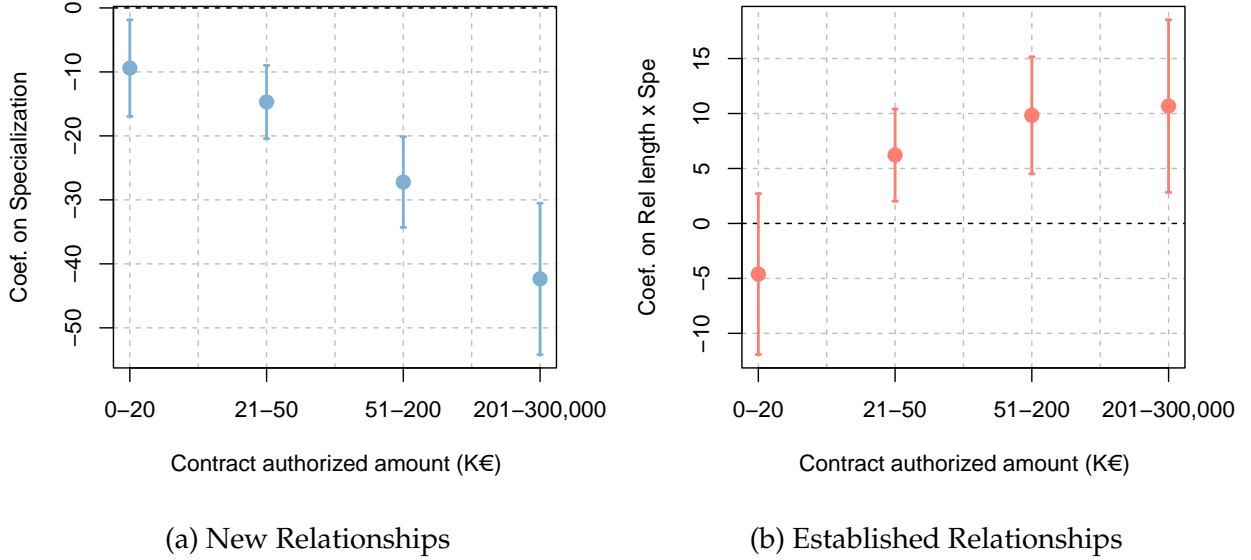 Coef. on Specialization
0
−10
−20
−30
−40
−50
0−20 21−50 51−200 201−300,000
Contract authorized amount (K€)
(a) New Relationships
Coef. on Rel length x Spe
15
10
5
0
−5
−10
0−20 21−50 51−200 201−300,000
Contract authorized amount (K€)
(b) Established Relationships